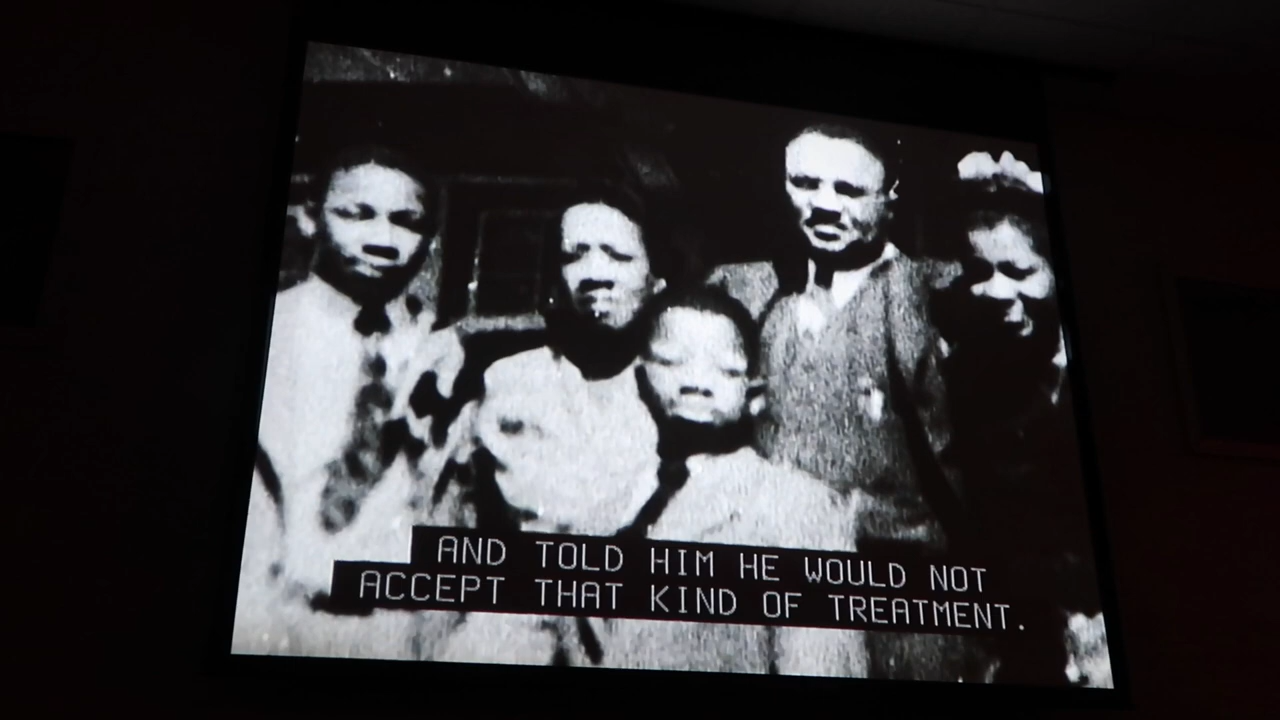 AND TOLD HIM HE WOULD NOT
ACCEPT THAT KIND OF TREATMENT.